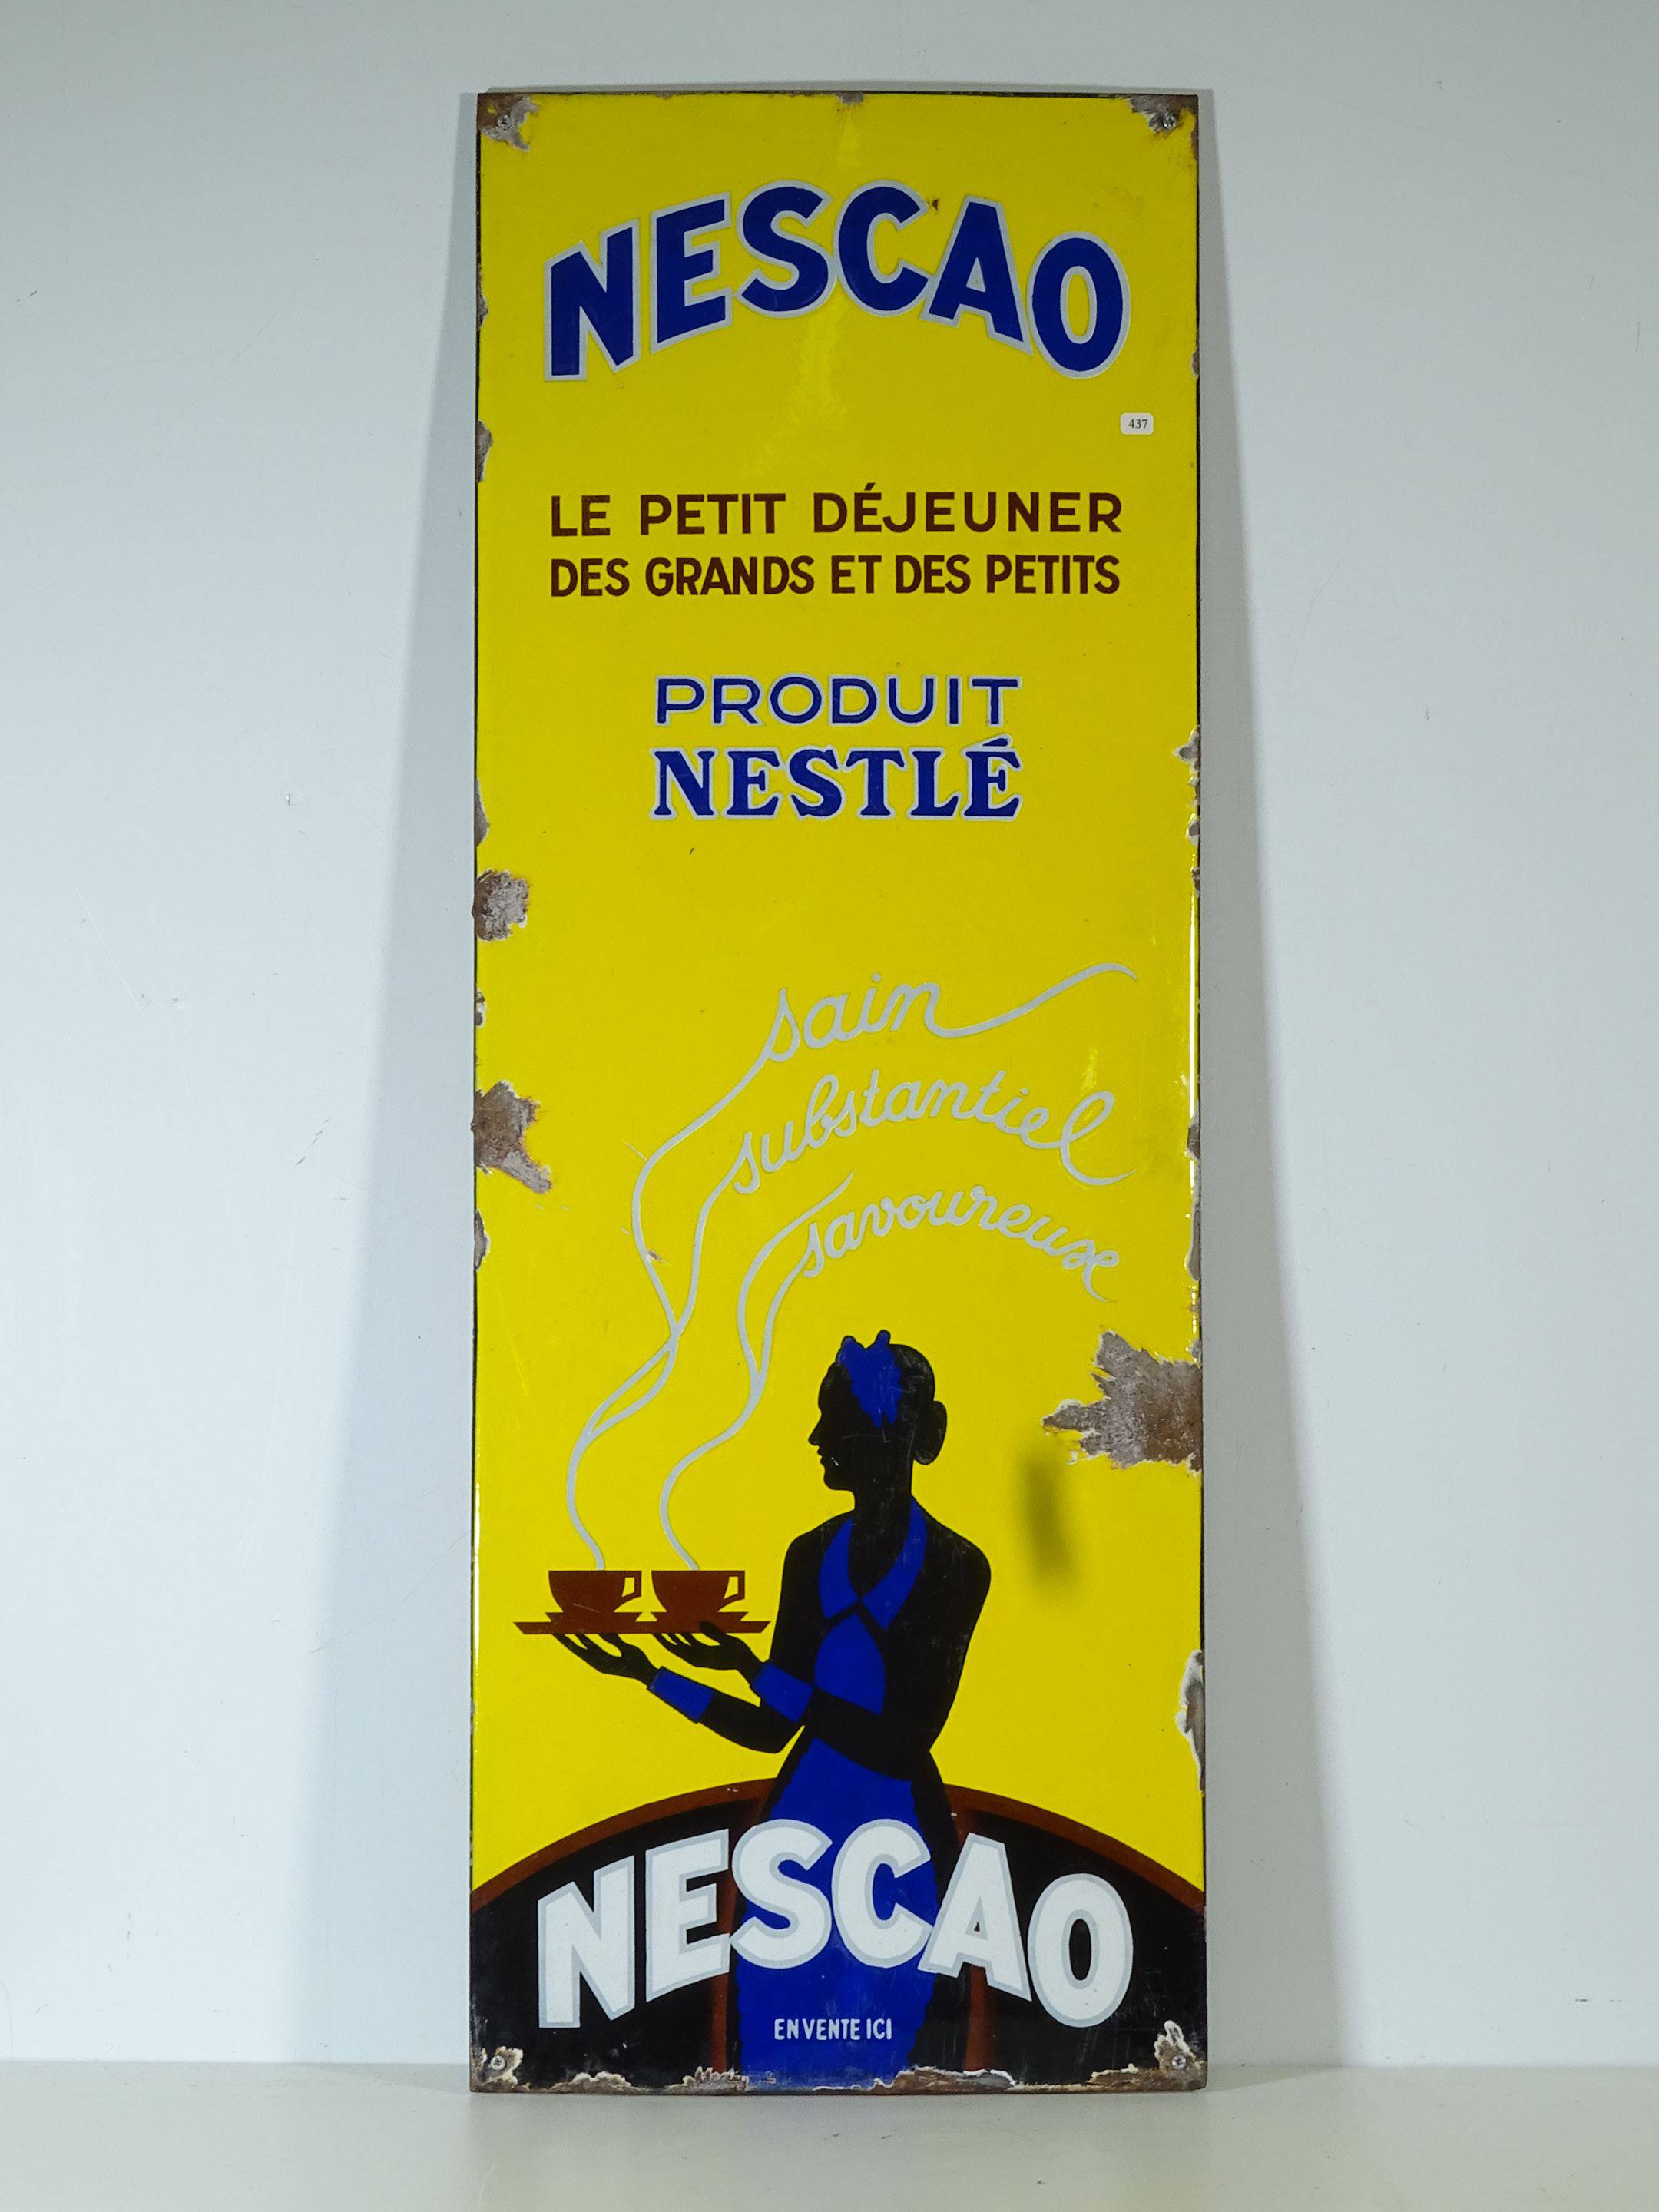 NESCAO
437
LE PETIT DÉJEUNER
DES GRANDS ET DES PETITS
PRODUIT
NESTLÉ
sain
substantiel
savoureux
NESCAO
EN VENTE ICI